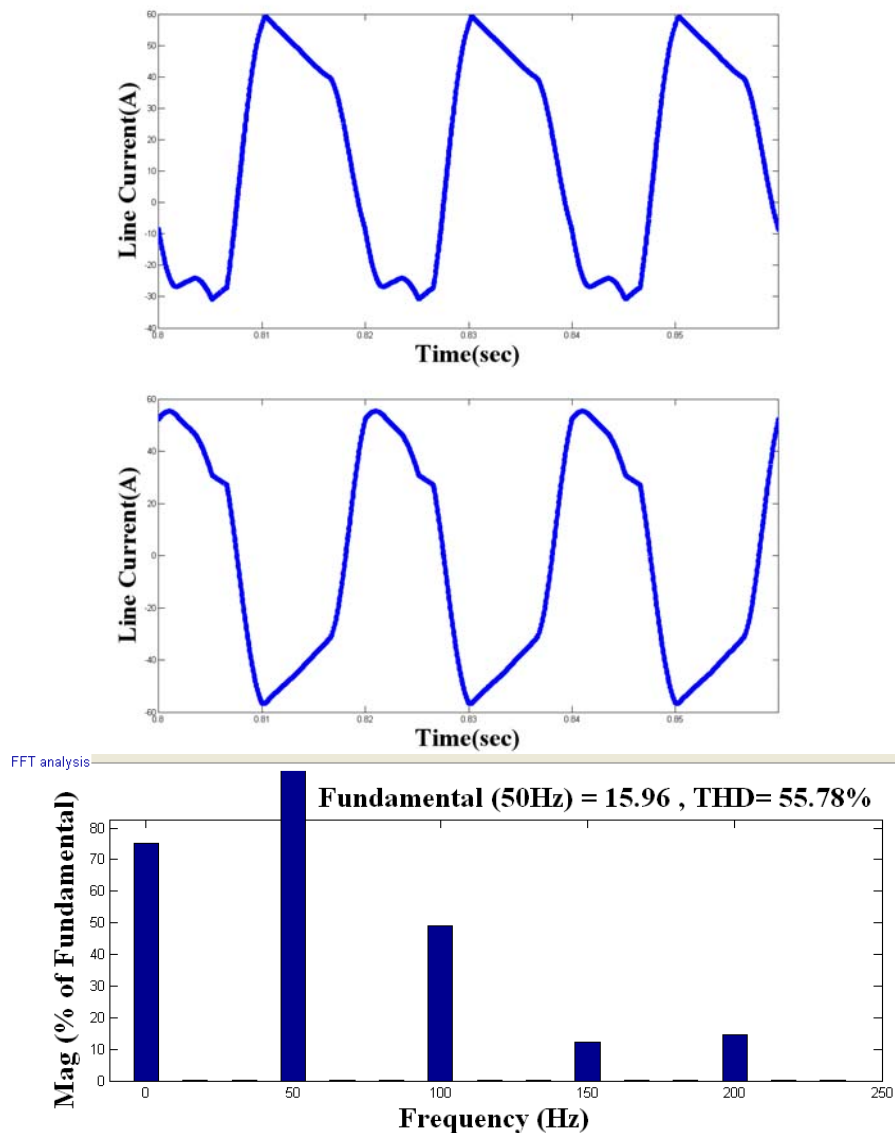 60
50
40
30
20
10
0
-10
-20
-30
-40
Line Current(A)
0.8 0.81 0.82 0.83 0.84 0.85
Time(sec)
60
40
20
0
-20
-40
-60
Line Current(A)
0.8 0.81 0.82 0.83 0.84 0.85
Time(sec)
FFT analysis
Fundamental (50Hz) = 15.96 , THD= 55.78%
80
70
60
50
40
30
20
10
0
Mag (% of Fundamental)
0 50 100 150 200 250
Frequency (Hz)